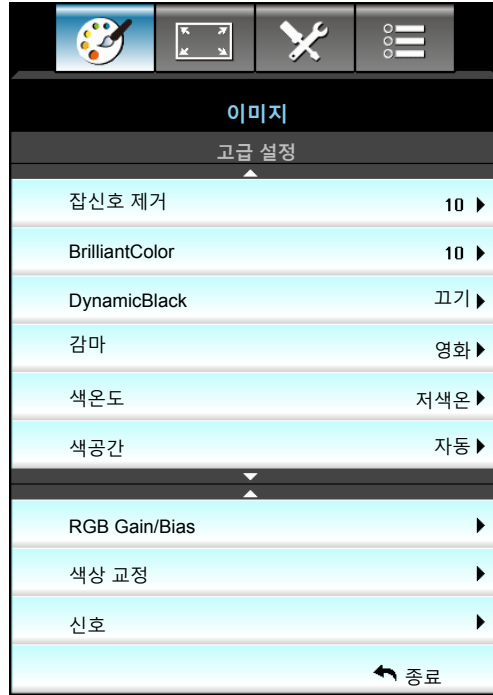 이미지
고급 설정
잡신호 제거 10
BrilliantColor 10
DynamicBlack 끄기
감마 영화
색온도 저색온
색공간 자동
RGB Gain/Bias
색상 교정
신호
종료